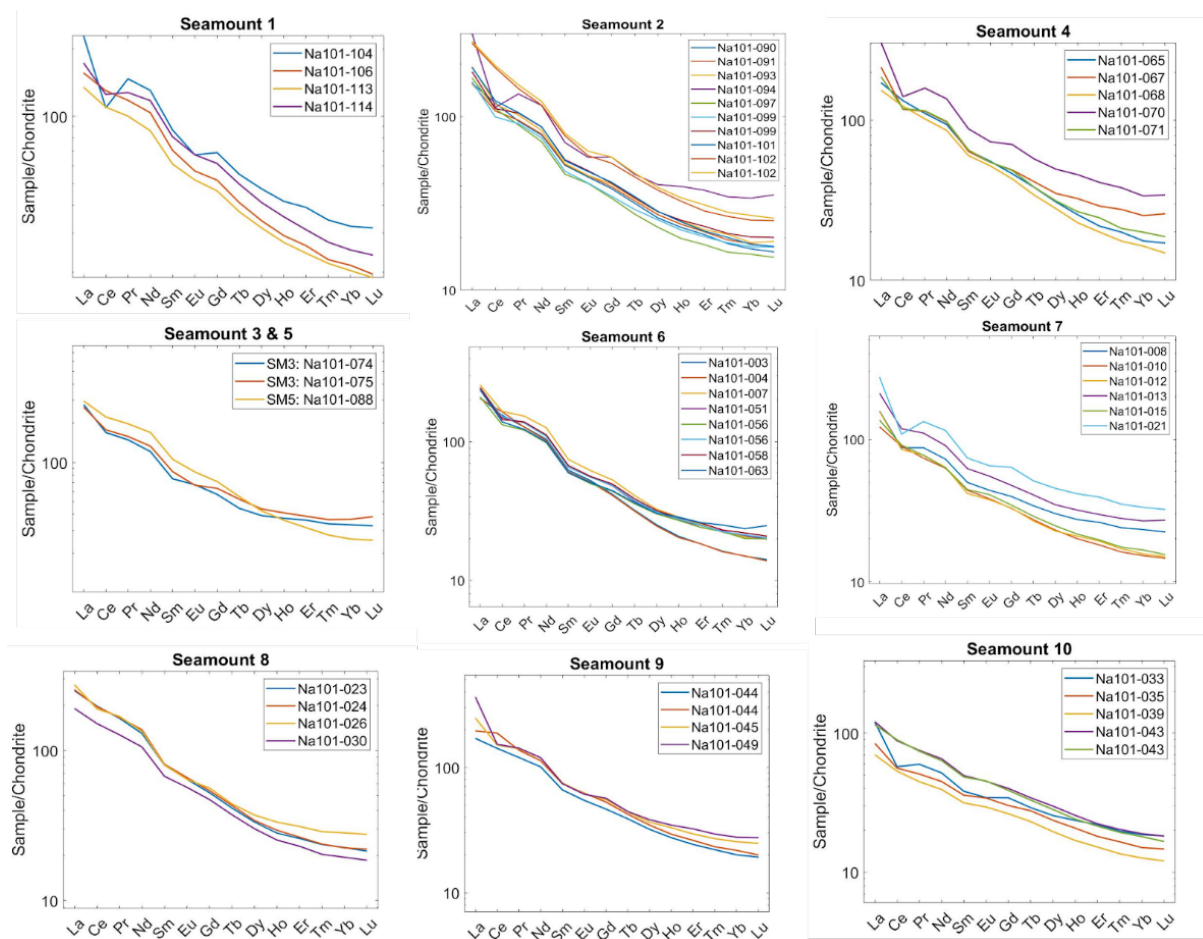 Seamount 1
Sample/Chondrite
100
Na101-104
Na101-106
Na101-113
Na101-114
La Ce Pr Nd Sm Eu Gd Tb Dy Ho Er Tm Yb Lu
Seamount 2
Sample/Chondrite
100
10
Na101-090
Na101-091
Na101-093
Na101-094
Na101-097
Na101-099
Na101-099
Na101-101
Na101-102
Na101-102
La Ce Pr Nd Sm Eu Gd Tb Dy Ho Er Tm Yb Lu
Seamount 4
Sample/Chondrite
100
10
Na101-065
Na101-067
Na101-068
Na101-070
Na101-071
La Ce Pr Nd Sm Eu Gd Tb Dy Ho Er Tm Yb Lu
Seamount 3 & 5
Sample/Chondrite
100
SM3: Na101-074
SM3: Na101-075
SM5: Na101-088
La Ce Pr Nd Sm Eu Gd Tb Dy Ho Er Tm Yb Lu
Seamount 6
Sample/Chondrite
100
10
Na101-003
Na101-004
Na101-007
Na101-051
Na101-056
Na101-056
Na101-058
Na101-063
La Ce Pr Nd Sm Eu Gd Tb Dy Ho Er Tm Yb Lu
Seamount 7
Sample/Chondrite
100
10
Na101-008
Na101-010
Na101-012
Na101-013
Na101-015
Na101-021
La Ce Pr Nd Sm Eu Gd Tb Dy Ho Er Tm Yb Lu
Seamount 8
Sample/Chondrite
100
10
Na101-023
Na101-024
Na101-026
Na101-030
La Ce Pr Nd Sm Eu Gd Tb Dy Ho Er Tm Yb Lu
Seamount 9
Sample/Chondrite
100
10
Na101-044
Na101-044
Na101-045
Na101-049
La Ce Pr Nd Sm Eu Gd Tb Dy Ho Er Tm Yb Lu
Seamount 10
Sample/Chondrite
100
10
Na101-033
Na101-035
Na101-039
Na101-043
Na101-043
La Ce Pr Nd Sm Eu Gd Tb Dy Ho Er Tm Yb Lu